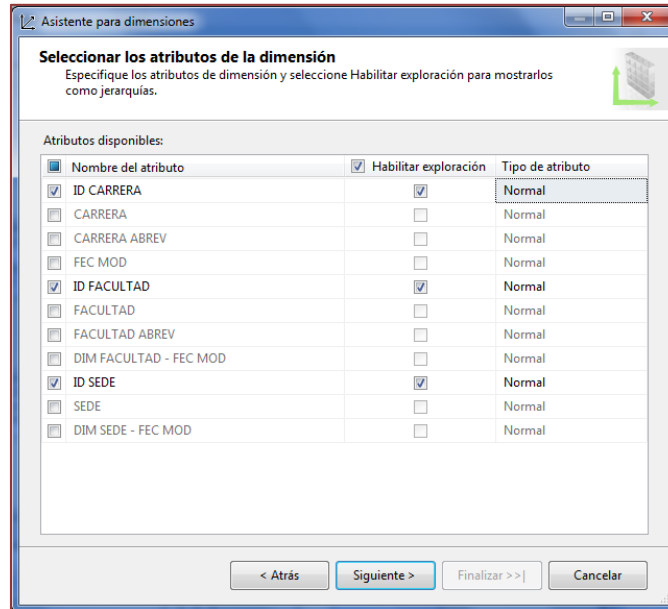 Asistente para dimensiones
Seleccionar los atributos de la dimensión
Especifique los atributos de dimensión y seleccione Habilitar exploración para mostrarlos
como jerarquías.
Atributos disponibles:
Nombre del atributo Habilitar exploración Tipo de atributo
ID CARRERA Normal
CARRERA Normal
CARRERA ABREV Normal
FEC MOD Normal
ID FACULTAD Normal
FACULTAD Normal
FACULTAD ABREV Normal
DIM FACULTAD - FEC MOD Normal
ID SEDE Normal
SEDE Normal
DIM SEDE - FEC MOD Normal
< Atrás Siguiente > Finalizar >>| Cancelar